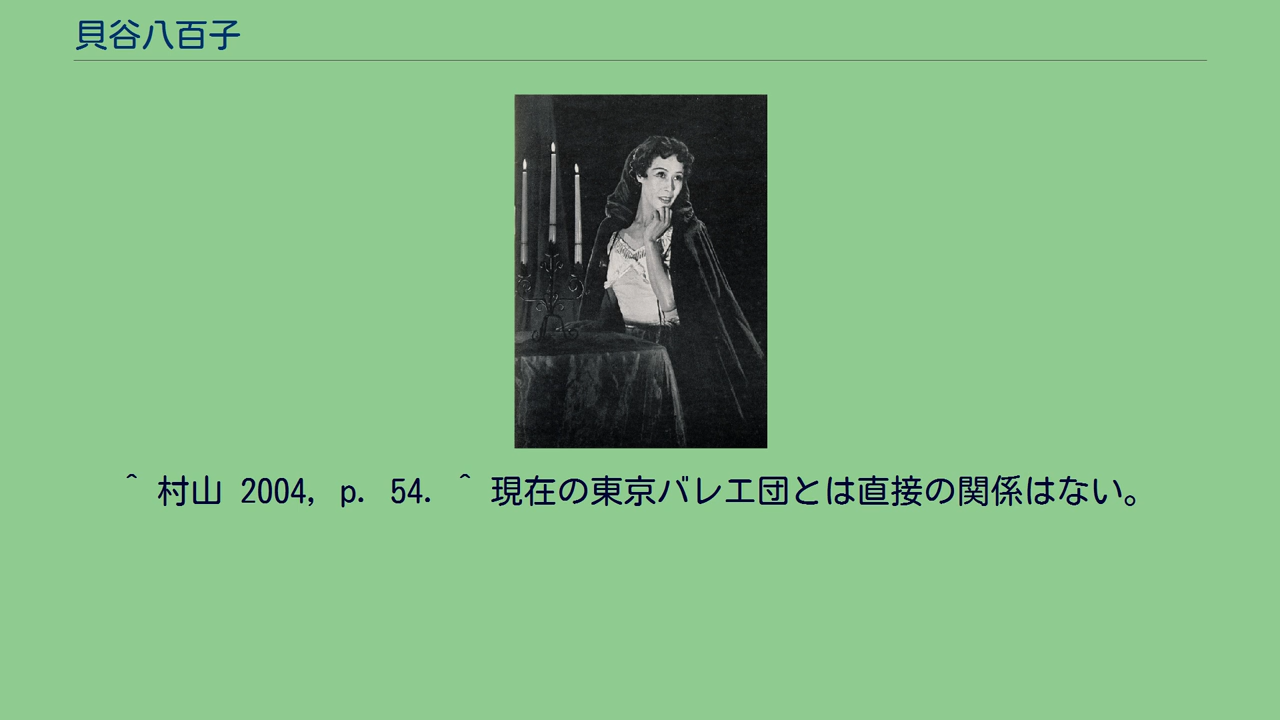 貝谷八百子
^ 村山 2004, p. 54. ^ 現在の東京バレエ団とは直接の関係はない。